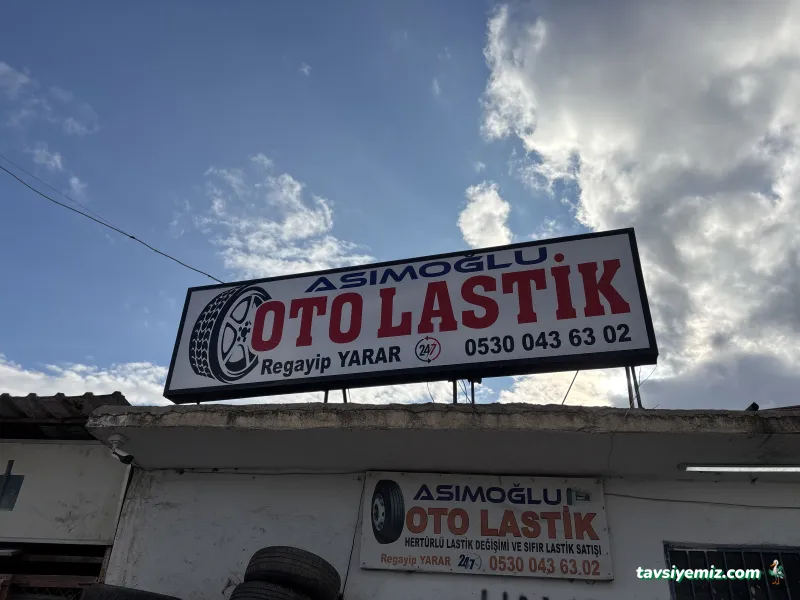 ASIMOĞLU
OTO LASTİK
Regayip YARAR 24/7 0530 043 63 02
ASIMOĞLU
OTO LASTİK
HERTÜRLÜ LASTİK DEĞİŞİMİ VE SIFIR LASTİK SATIŞI
Regayip YARAR 24/7 0530 043 63.02
tavsiyemiz.com